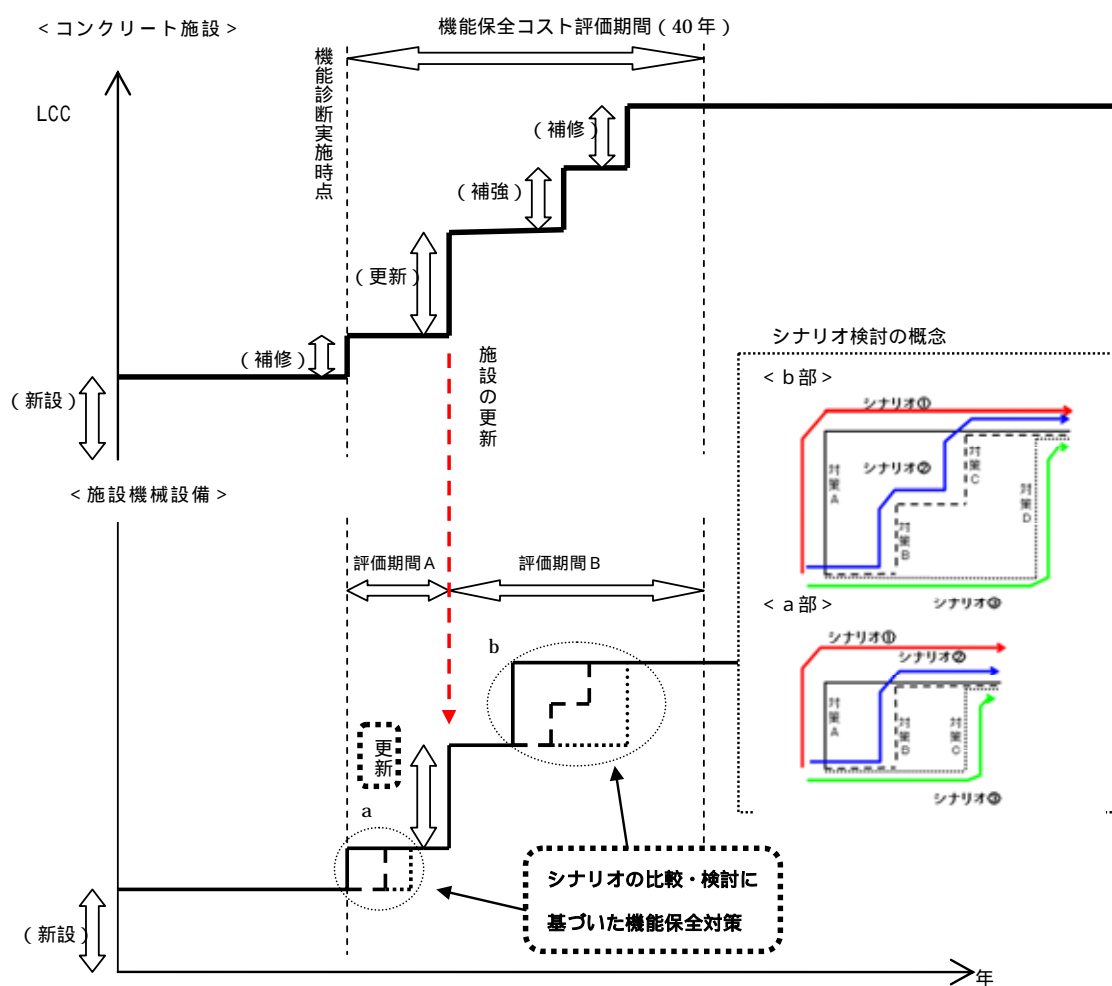 ＜コンクリート施設＞
機能保全コスト評価期間（40年）
機能診断実施時点
LCC
（補修）
（補強）
（更新）
（補修）
（新設）
施設の更新
シナリオ検討の概念
＜ｂ部＞
シナリオ①
シナリオ②
対策A
対策B
対策C
対策D
シナリオ③
＜ａ部＞
シナリオ①
シナリオ②
対策A
対策B
対策C
シナリオ③
＜施設機械設備＞
評価期間Ａ
評価期間Ｂ
b
更新
a
シナリオの比較・検討に
基づいた機能保全対策
（新設）
年